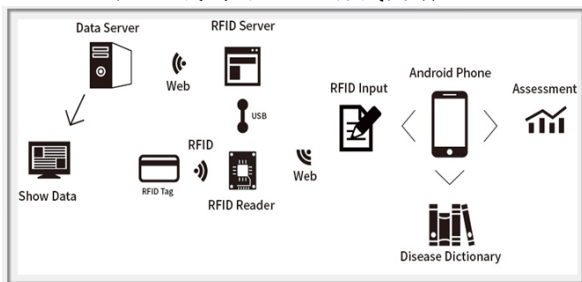 Data Server
RFID Server
Web
USB
RFID Input
Android Phone
Assessment
RFID
RFID Tag
RFID Reader
Web
Show Data
Disease Dictionary